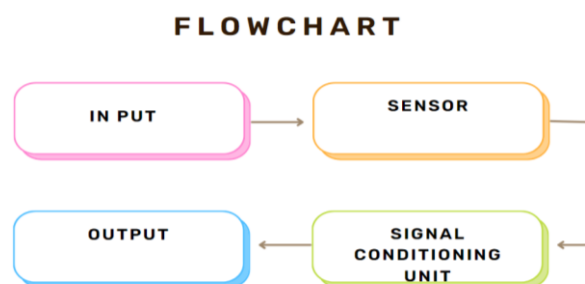 FLOWCHART
IN PUT
SENSOR
OUTPUT
SIGNAL
CONDITIONING
UNIT